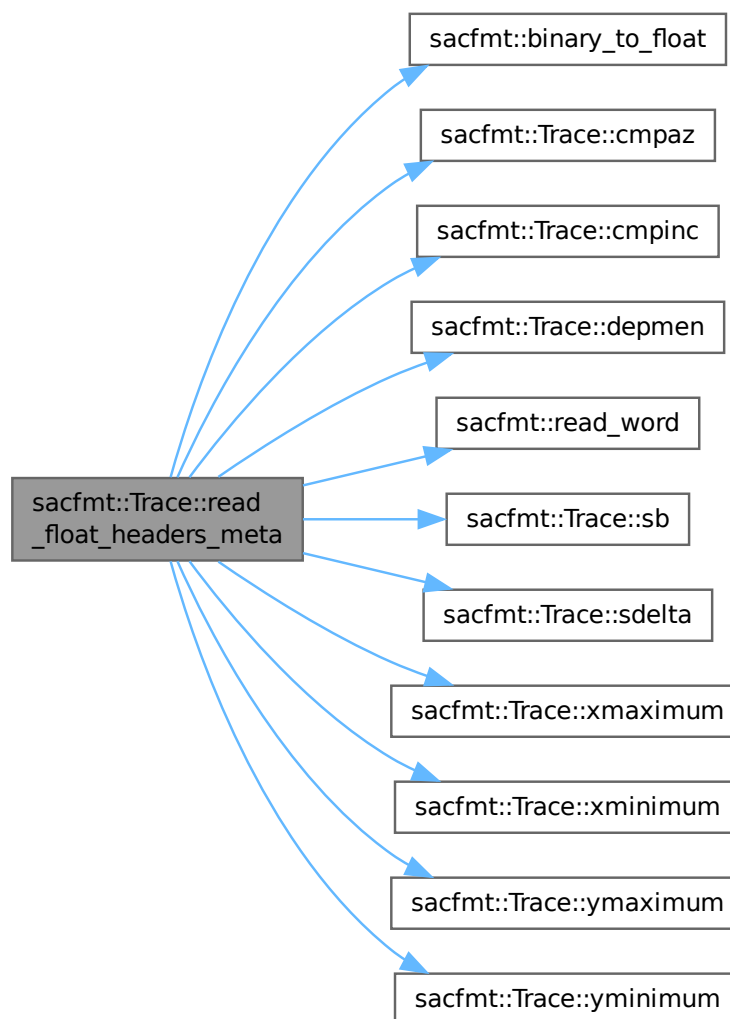 sacfmt::binary_to_float
sacfmt::Trace::cmpaz
sacfmt::Trace::cmpinc
sacfmt::Trace::depmen
sacfmt::read_word
sacfmt::Trace::read
_float_headers_meta
sacfmt::Trace::sb
sacfmt::Trace::sdelta
sacfmt::Trace::xmaximum
sacfmt::Trace::xminimum
sacfmt::Trace::ymaximum
sacfmt::Trace::yminimum